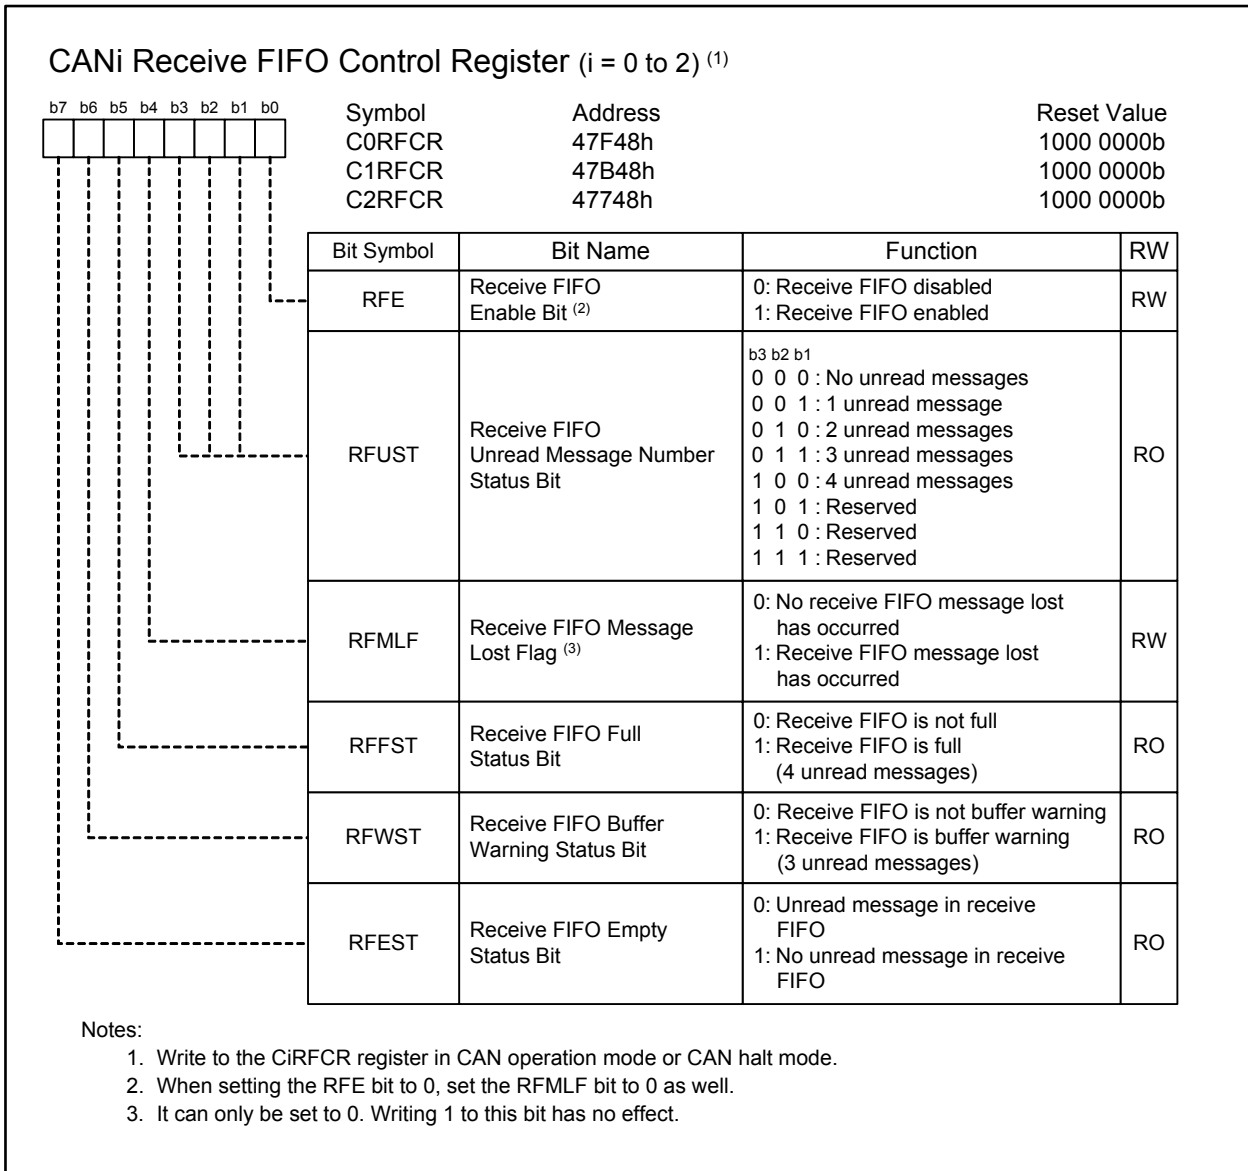 CANi Receive FIFO Control Register (i = 0 to 2) (1)
b7 b6 b5 b4 b3 b2 b1 b0
Symbol Address Reset Value
C0RFCR 47F48h 1000 0000b
C1RFCR 47B48h 1000 0000b
C2RFCR 47748h 1000 0000b
Bit Symbol Bit Name Function RW
RFE Receive FIFO Enable Bit (2) 0: Receive FIFO disabled RW
1: Receive FIFO enabled
b3 b2 b1
0 0 0 : No unread messages
0 0 1 : 1 unread message
0 1 0 : 2 unread messages
RFUST Receive FIFO Unread Message Number Status Bit 0 1 1 : 3 unread messages RO
1 0 0 : 4 unread messages
1 0 1 : Reserved
1 1 0 : Reserved
1 1 1 : Reserved
RFMLF Receive FIFO Message Lost Flag (3) 0: No receive FIFO message lost RW
has occurred
1: Receive FIFO message lost
has occurred
RFFST Receive FIFO Full Status Bit 0: Receive FIFO is not full RO
1: Receive FIFO is full
(4 unread messages)
RFWST Receive FIFO Buffer Warning Status Bit 0: Receive FIFO is not buffer warning RO
1: Receive FIFO is buffer warning
(3 unread messages)
RFEST Receive FIFO Empty Status Bit 0: Unread message in receive RO
FIFO
1: No unread message in receive
FIFO
Notes:
1. Write to the CiRFCR register in CAN operation mode or CAN halt mode.
2. When setting the RFE bit to 0, set the RFMLF bit to 0 as well.
3. It can only be set to 0. Writing 1 to this bit has no effect.